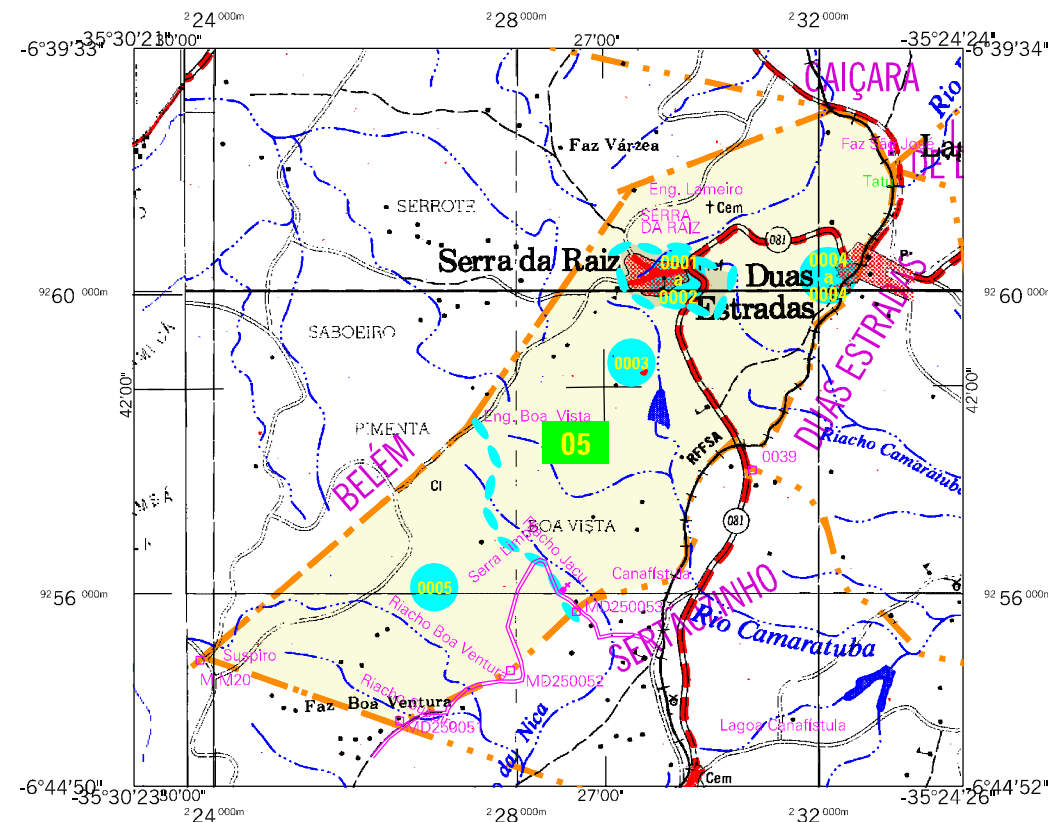 2 24 000m
2 28 000m
2 32 000m
-35°30'21"
30'00"
27'00"
-35°24'24"
-6°39'33"
-6°39'34"
CAIÇARA
Rio
Faz São José
DE L
Tatu
Faz Várzea
Eng. Lameiro
Cem
SERROTE
SERRA
DA RAIZ
081
Serra da Raiz
0001
a
0002
Duas
Estradas
0004
a
0004
92 60 000m
92 60 000m
SABOEIRO
0003
DUAS ESTRADAS
42'00"
42'00"
Eng. Boa Vista
PIMENTA
05
BELÉM
RFFSA
Riacho Camaratuba
0039
CI
081
BOA VISTA
Riacho Jacu
Canafístula
0005
92 56 000m
92 56 000m
MD250053
SERTÃOZINHO
Rio Camaratuba
Riacho Boa Ventura
Suspiro
MD250052
Faz Boa Ventura
MD25005
Lagoa Canafístula
Nica
Cem
-6°44'50"
-6°44'52"
-35°30'23"
30'00"
27'00"
-35°24'26"
2 24 000m
2 28 000m
2 32 000m